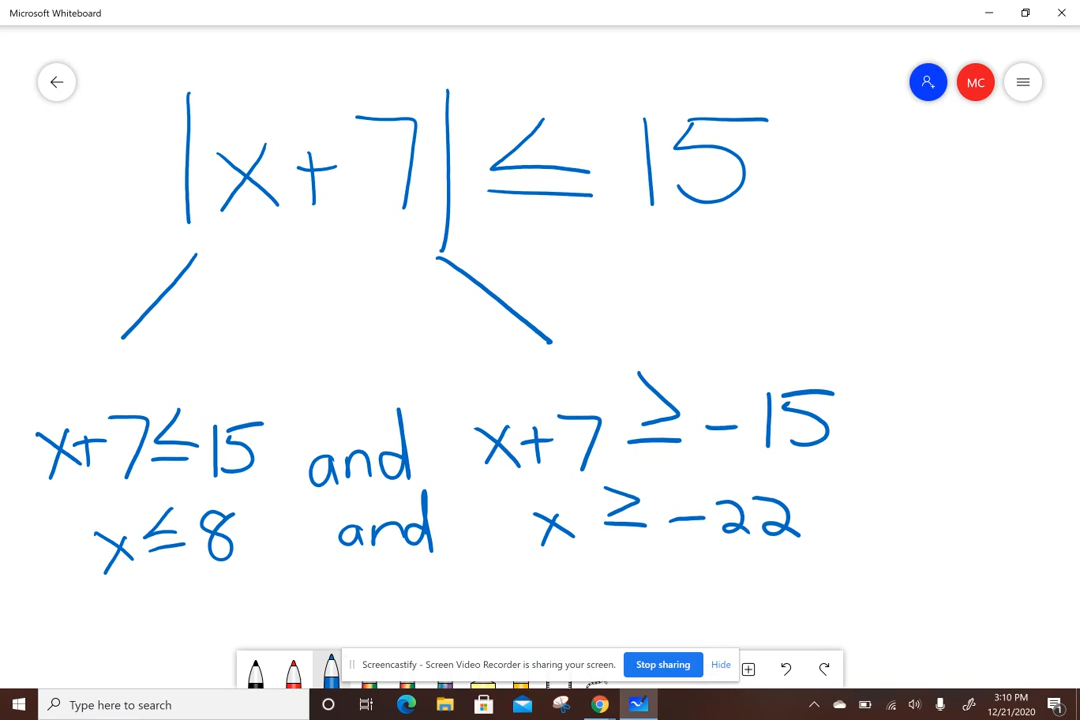 Microsoft Whiteboard
MC
|x+7| ≤ 15
x+7≤15 and x+7 ≥ -15
x ≤ 8 and x ≥ -22
Screencastify - Screen Video Recorder is sharing your screen. Stop sharing Hide
Type here to search
3:10 PM
12/21/2020
1